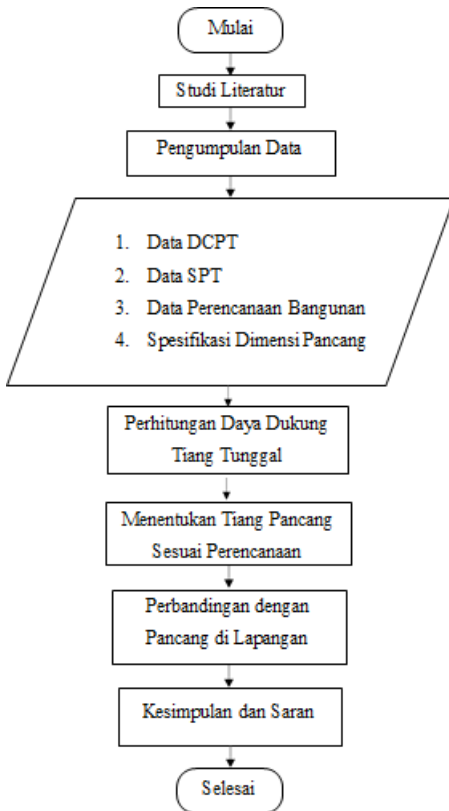 Mulai
Studi Literatur
Pengumpulan Data
1. Data DCPT
2. Data SPT
3. Data Perencanaan Bangunan
4. Spesifikasi Dimensi Pancang
Perhitungan Daya Dukung
Tiang Tunggal
Menentukan Tiang Pancang
Sesuai Perencanaan
Perbandingan dengan
Pancang di Lapangan
Kesimpulan dan Saran
Selesai